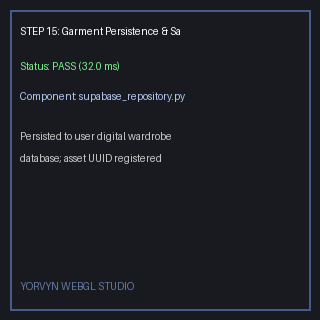 STEP 15: Garment Persistence & Sa
Status: PASS (32.0 ms)
Component: supabase_repository.py
Persisted to user digital wardrobe
database; asset UUID registered
YORVYN WEBGL STUDIO